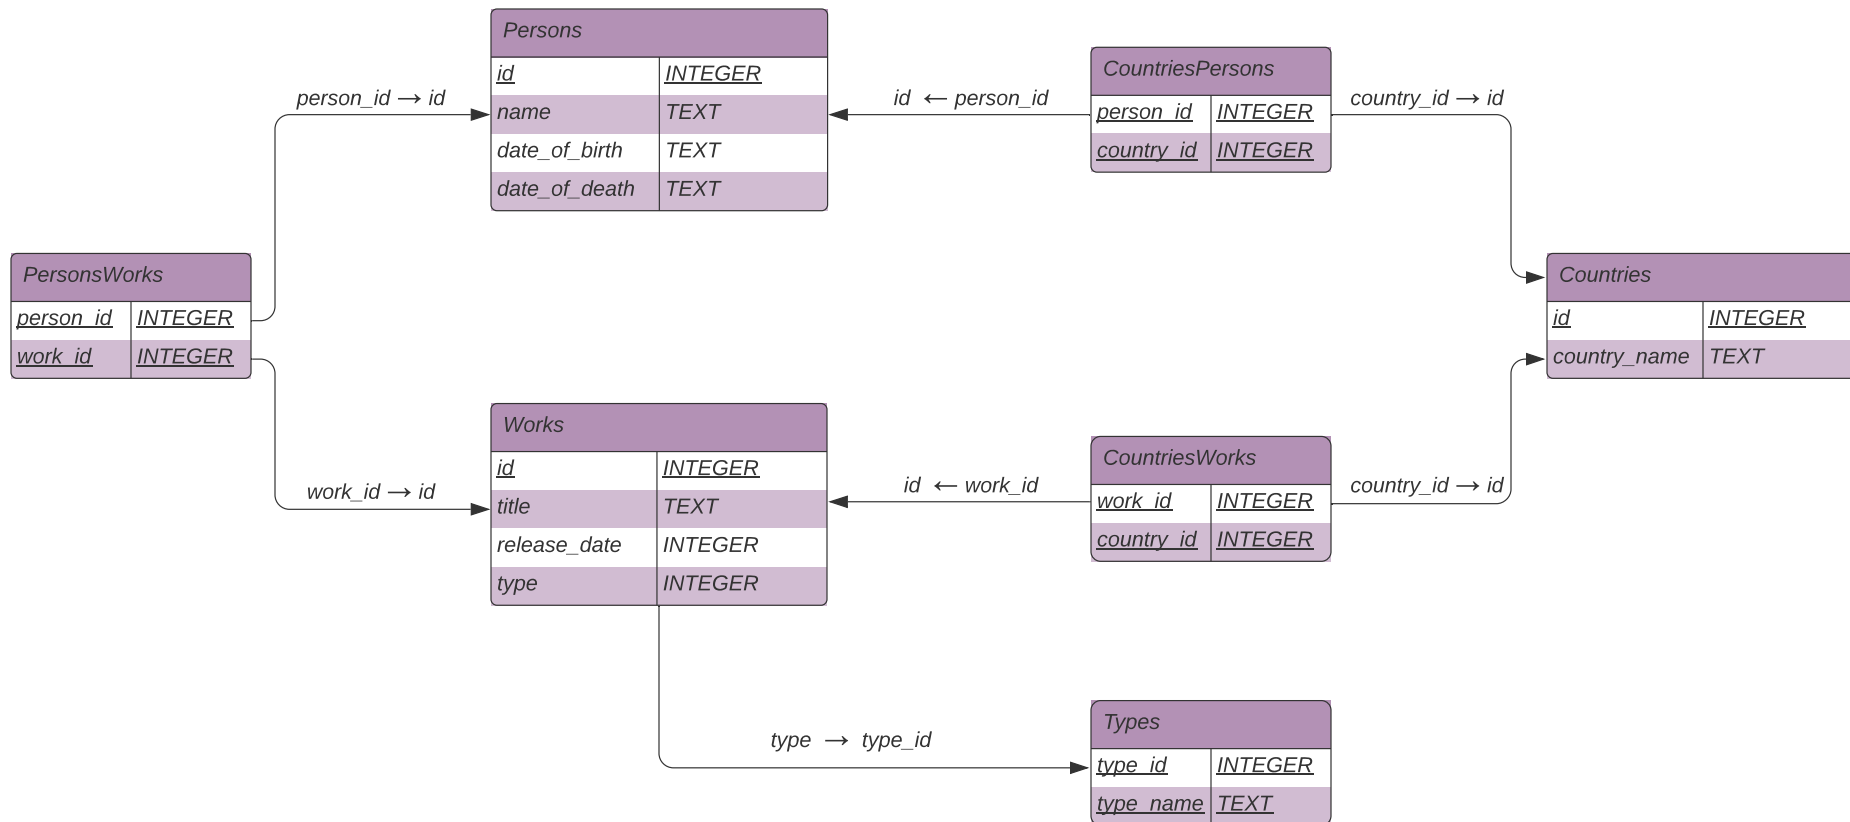 Persons
id INTEGER
name TEXT
date_of_birth TEXT
date_of_death TEXT
CountriesPersons
person_id INTEGER
country_id INTEGER
person_id → id
id ← person_id
country_id → id
PersonsWorks
person_id INTEGER
work_id INTEGER
Countries
id INTEGER
country_name TEXT
Works
id INTEGER
title TEXT
release_date INTEGER
type INTEGER
CountriesWorks
work_id INTEGER
country_id INTEGER
work_id → id
id ← work_id
country_id → id
type → type_id
Types
type_id INTEGER
type_name TEXT